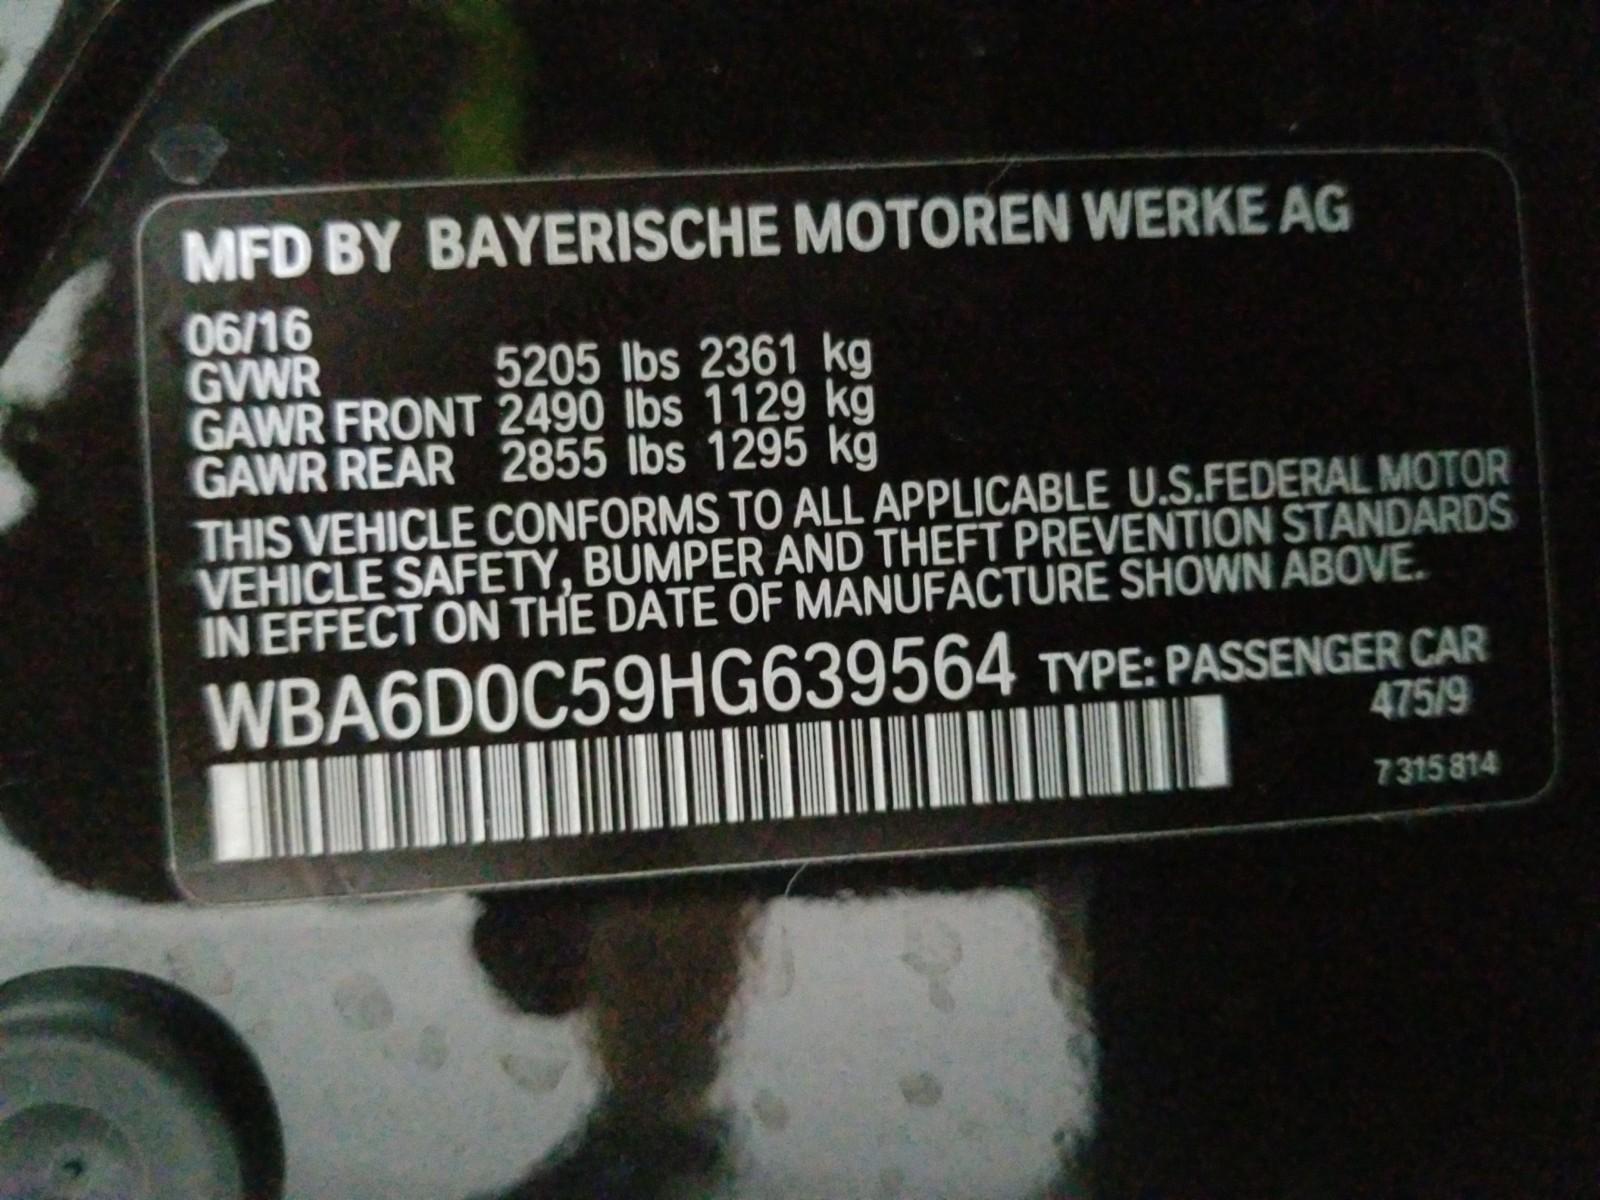 MFD BY BAYERISCHE MOTOREN WERKE AG
06/16
GVWR 5205 lbs 2361 kg
GAWR FRONT 2490 lbs 1129 kg
GAWR REAR 2855 lbs 1295 kg
THIS VEHICLE CONFORMS TO ALL APPLICABLE U.S.FEDERAL MOTOR
VEHICLE SAFETY, BUMPER AND THEFT PREVENTION STANDARDS
IN EFFECT ON THE DATE OF MANUFACTURE SHOWN ABOVE.
WBA6D0C59HG639564 TYPE: PASSENGER CAR
475/9
7 315 814